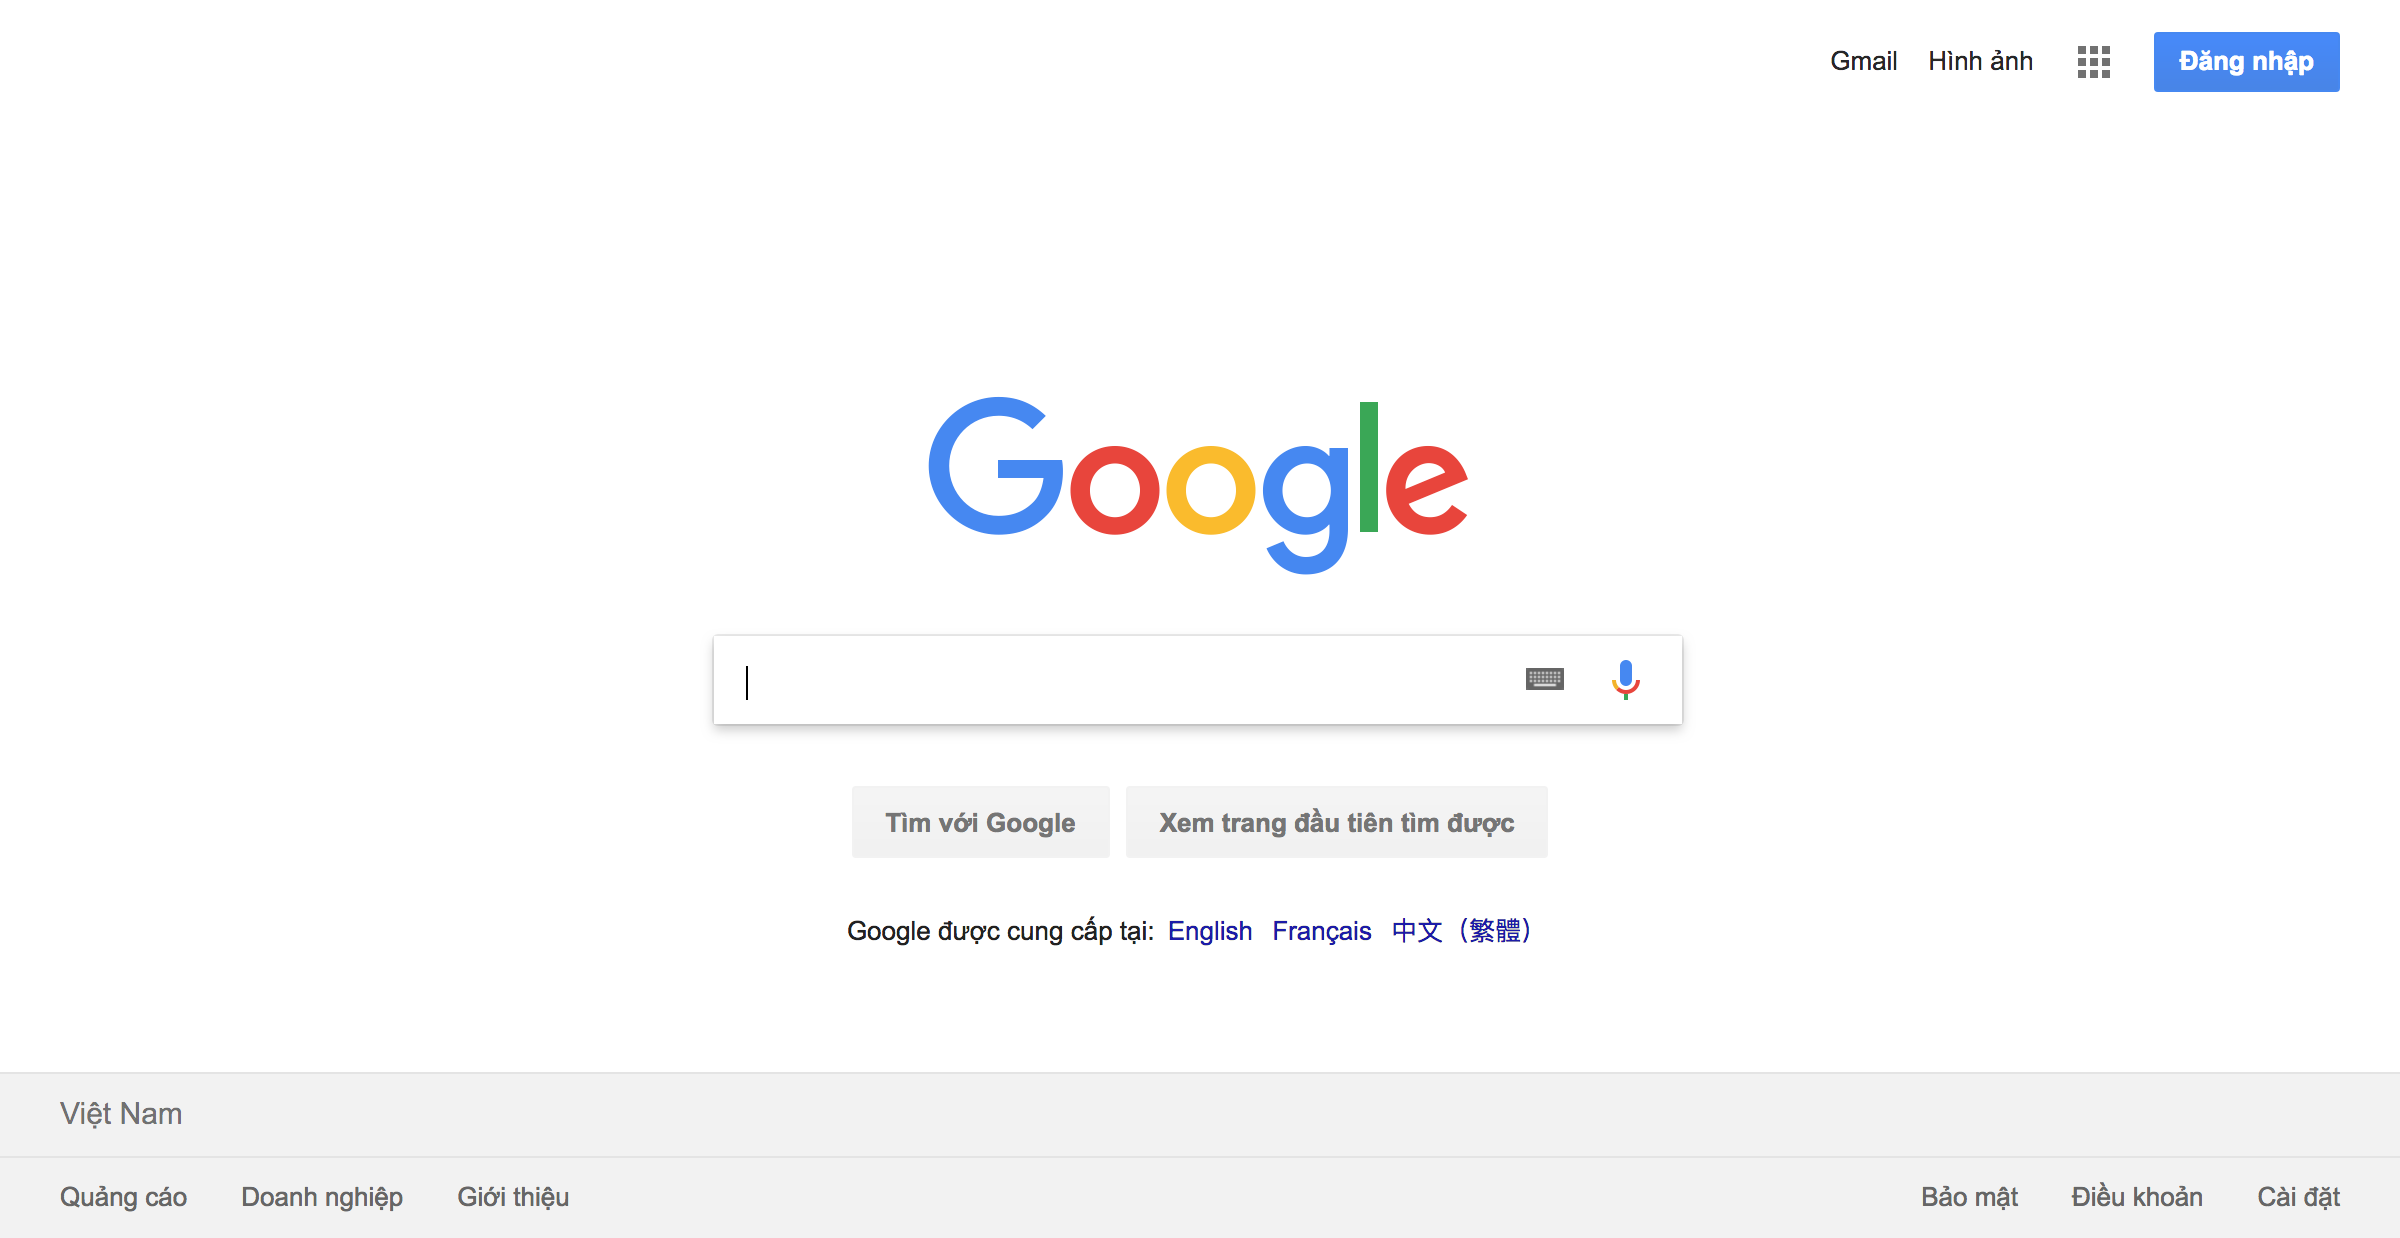 Gmail Hình ảnh Đăng nhập
Google
Tìm với Google Xem trang đầu tiên tìm được
Google được cung cấp tại: English Français 中文（繁體）
Việt Nam
Quảng cáo Doanh nghiệp Giới thiệu Bảo mật Điều khoản Cài đặt